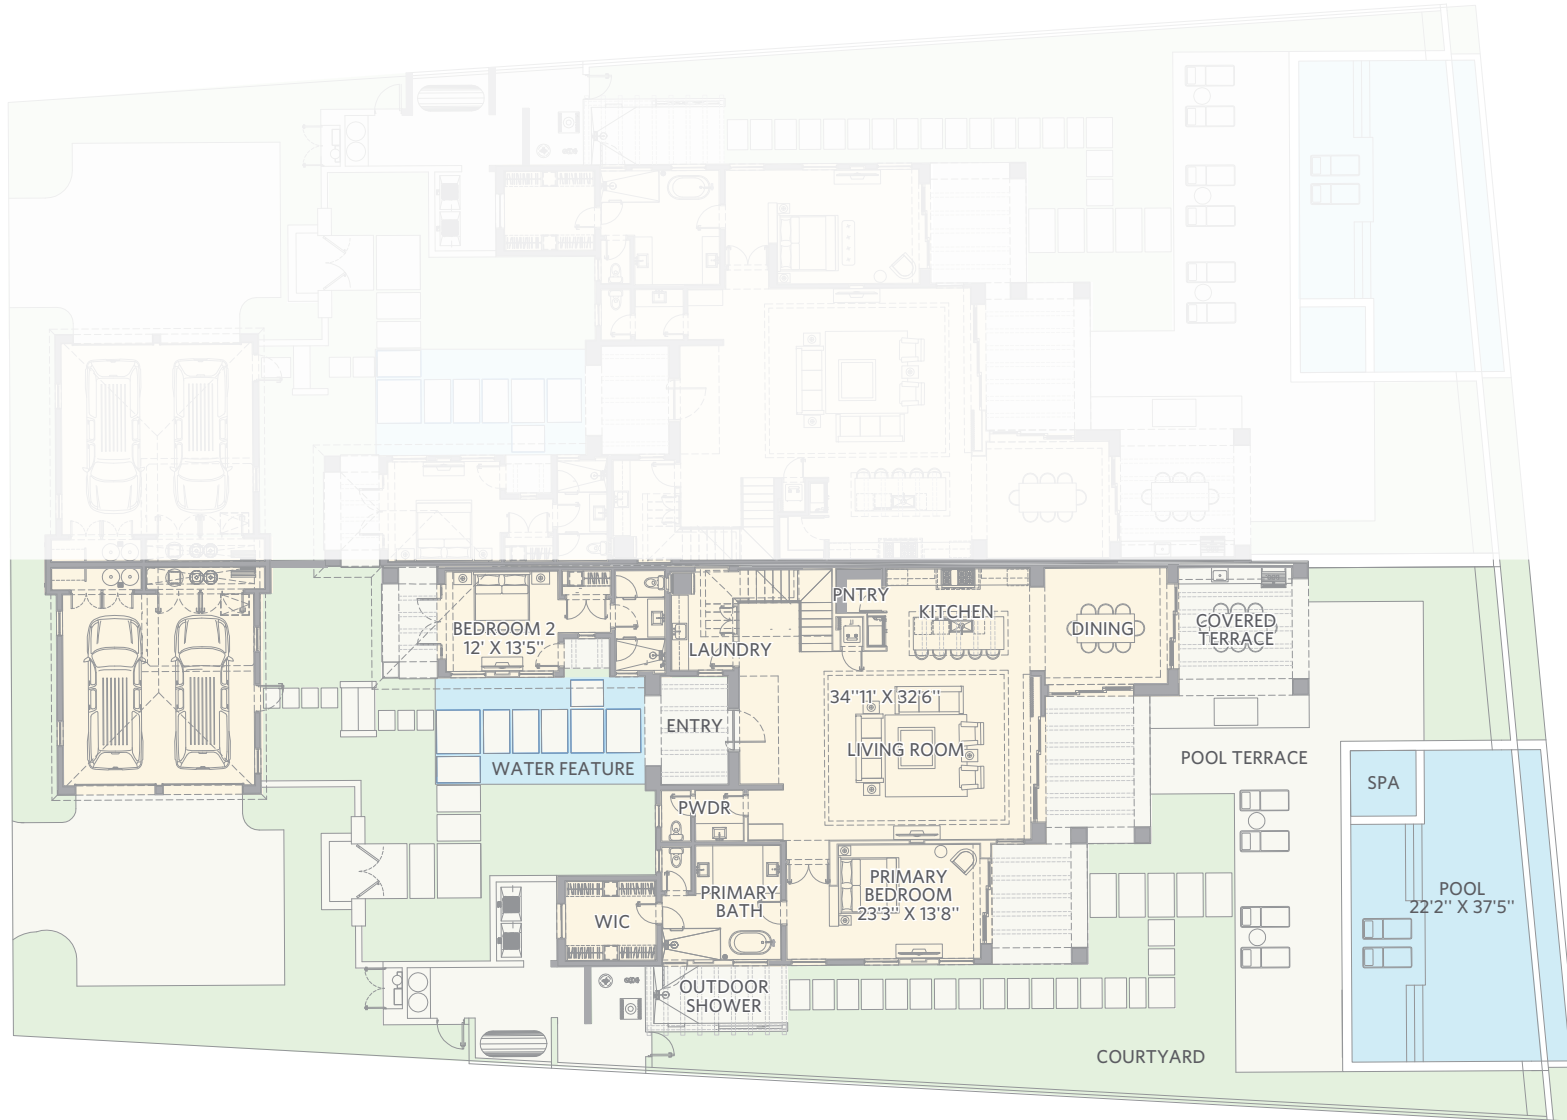 PNTRY
KITCHEN
BEDROOM 2
12' X 13'5"
DINING
COVERED
TERRACE
LAUNDRY
34''11' X 32'6''
ENTRY
LIVING ROOM
WATER FEATURE
POOL TERRACE
SPA
PWDR
PRIMARY
BEDROOM
23'3'' X 13'8''
PRIMARY
BATH
POOL
22'2'' X 37'5''
WIC
OUTDOOR
SHOWER
COURTYARD